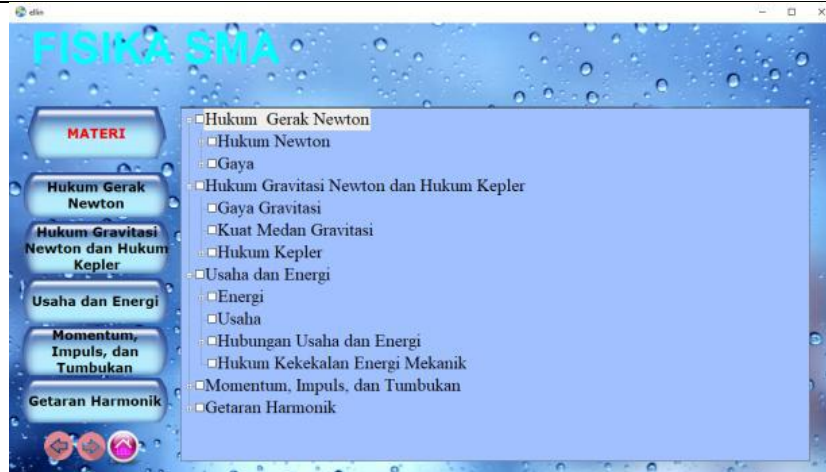 ellin
FISIKA SMA
MATERI
Hukum Gerak
Newton
Hukum Gravitasi
Newton dan Hukum
Kepler
Usaha dan Energi
Momentum,
Impuls, dan
Tumbukan
Getaran Harmonik
Hukum Gerak Newton
Hukum Newton
Gaya
Hukum Gravitasi Newton dan Hukum Kepler
Gaya Gravitasi
Kuat Medan Gravitasi
Hukum Kepler
Usaha dan Energi
Energi
Usaha
Hubungan Usaha dan Energi
Hukum Kekekalan Energi Mekanik
Momentum, Impuls, dan Tumbukan
Getaran Harmonik